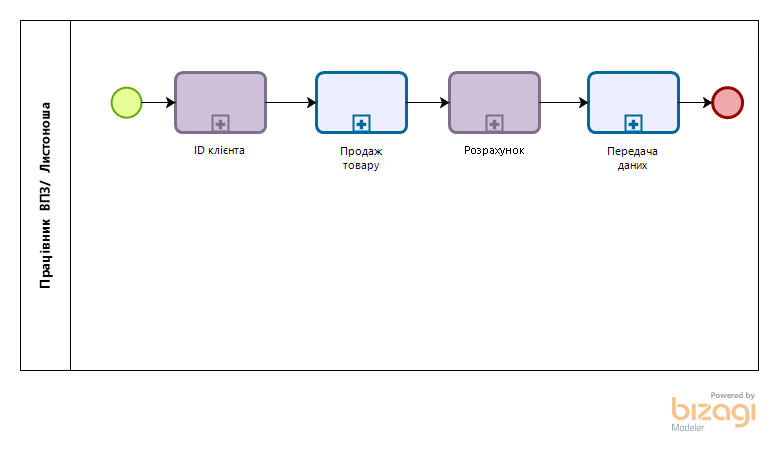 Працівник ВПЗ/ Листоноша
ID клієнта
Продаж
товару
Розрахунок
Передача
даних
Powered by
bizagi
Modeler